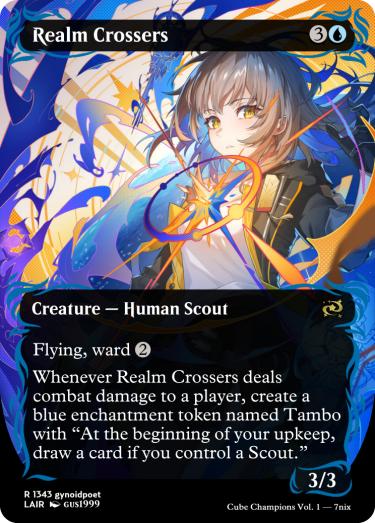 Realm Crossers 3
Creature — Human Scout
Flying, ward 2
Whenever Realm Crossers deals
combat damage to a player, create a
blue enchantment token named Tambo
with “At the beginning of your upkeep,
draw a card if you control a Scout.”
3/3
R 1343 gynoidpoet
LAIR GUS1999
Cube Champions Vol. 1 — 7nix